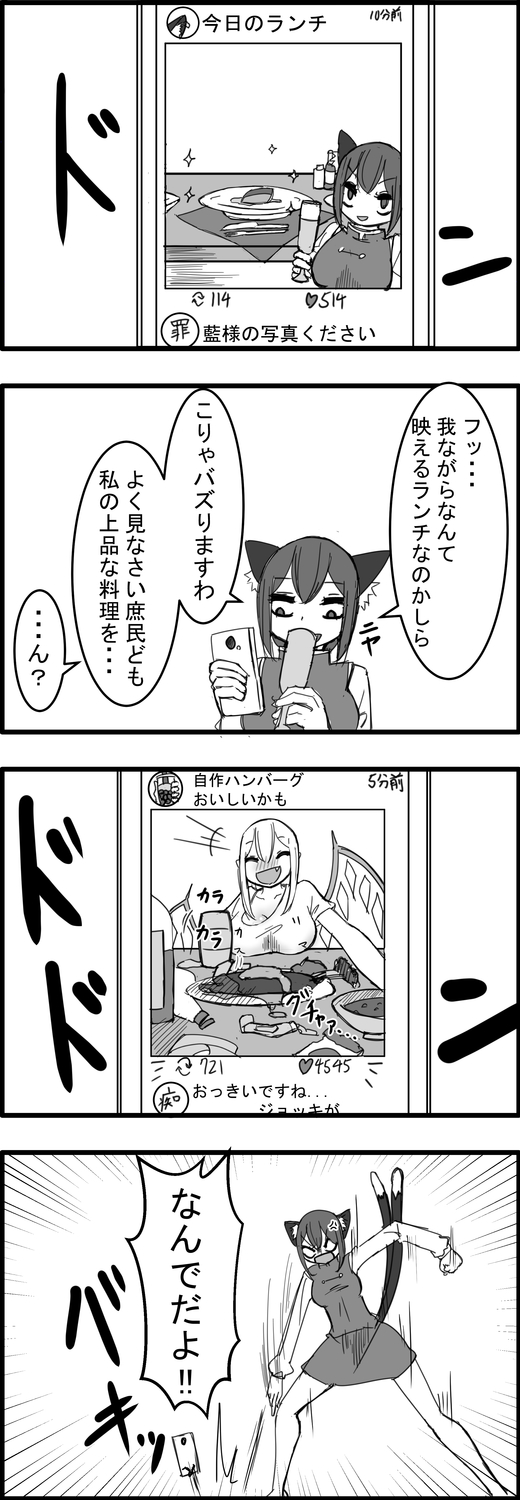 今日のランチ
10分前
ド
ン
114
514
罪
藍様の写真ください
フッ・・・
我ながらなんて
映えるランチなのかしら
こりゃバズりますわ
よく見なさい庶民ども
私の上品な料理を・・・
・・・ん？
ニヤ
自作ハンバーグ
おいしいかも
5分前
ドドン
カラ
カラ
グッチャァ・・・
721
4545
痴
おっきいですね...
ジョッキが
なんでだよ!!
ベキッ